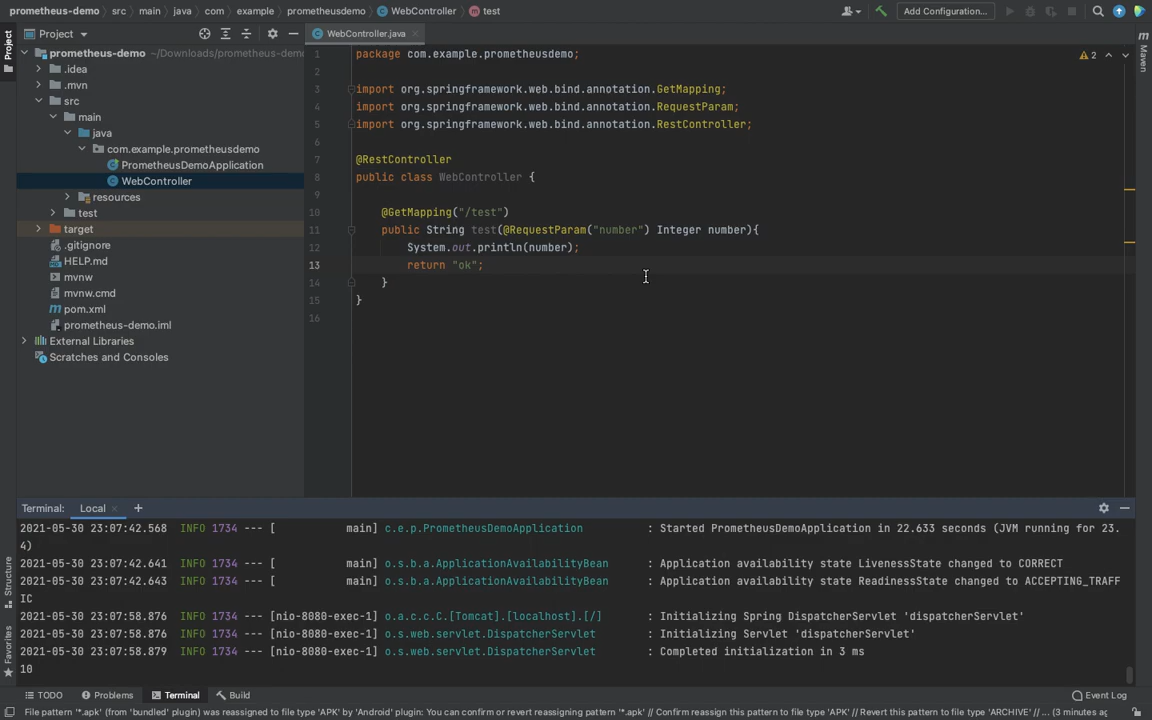 prometheus-demo > src > main > java > com > example > prometheusdemo > WebController > test
Add Configuration...
Project
Project
WebController.java
prometheus-demo ~/Downloads/prometheus-demo
.idea
.mvn
src
main
java
com.example.prometheusdemo
PrometheusDemoApplication
WebController
resources
test
target
.gitignore
HELP.md
mvnw
mvnw.cmd
pom.xml
prometheus-demo.iml
External Libraries
Scratches and Consoles
1 package com.example.prometheusdemo;
2
3 import org.springframework.web.bind.annotation.GetMapping;
4 import org.springframework.web.bind.annotation.RequestParam;
5 import org.springframework.web.bind.annotation.RestController;
6
7 @RestController
8 public class WebController {
9
10 @GetMapping("/test")
11 public String test(@RequestParam("number") Integer number){
12 System.out.println(number);
13 return "ok";
14 }
15 }
16
2
Maven
Terminal: Local
2021-05-30 23:07:42.568 INFO 1734 --- [ main] c.e.p.PrometheusDemoApplication : Started PrometheusDemoApplication in 22.633 seconds (JVM running for 23.
4)
2021-05-30 23:07:42.641 INFO 1734 --- [ main] o.s.b.a.ApplicationAvailabilityBean : Application availability state LivenessState changed to CORRECT
2021-05-30 23:07:42.643 INFO 1734 --- [ main] o.s.b.a.ApplicationAvailabilityBean : Application availability state ReadinessState changed to ACCEPTING_TRAFF
IC
2021-05-30 23:07:58.876 INFO 1734 --- [nio-8080-exec-1] o.a.c.c.C.[Tomcat].[localhost].[/] : Initializing Spring DispatcherServlet 'dispatcherServlet'
2021-05-30 23:07:58.876 INFO 1734 --- [nio-8080-exec-1] o.s.web.servlet.DispatcherServlet : Initializing Servlet 'dispatcherServlet'
2021-05-30 23:07:58.879 INFO 1734 --- [nio-8080-exec-1] o.s.web.servlet.DispatcherServlet : Completed initialization in 3 ms
10
Structure
Favorites
TODO Problems Terminal Build Event Log
File pattern '*.apk' (from 'bundled' plugin) was reassigned to file type 'APK' by 'Android' plugin: You can confirm or revert reassigning pattern '*.apk' // Confirm reassign this pattern to file type 'APK' // Revert this pattern to file type 'ARCHIVE' // ... (3 minutes ag